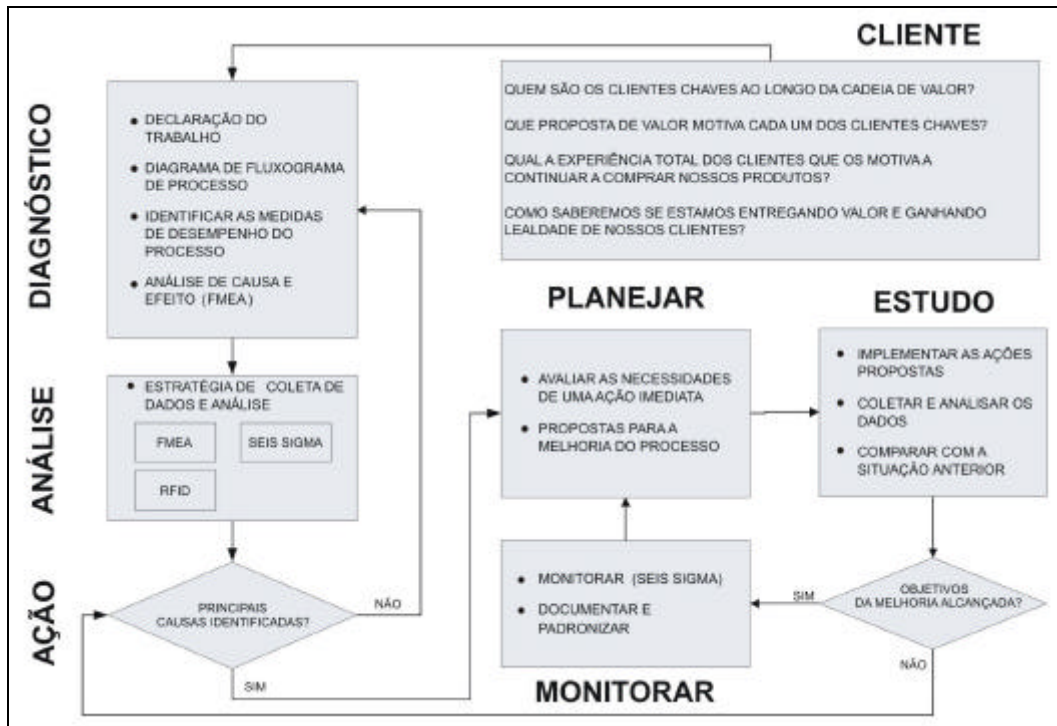 CLIENTE
QUEM SÃO OS CLIENTES CHAVES AO LONGO DA CADEIA DE VALOR?
QUE PROPOSTA DE VALOR MOTIVA CADA UM DOS CLIENTES CHAVES?
QUAL A EXPERIÊNCIA TOTAL DOS CLIENTES QUE OS MOTIVA A
CONTINUAR A COMPRAR NOSSOS PRODUTOS?
COMO SABEREMOS SE ESTAMOS ENTREGANDO VALOR E GANHANDO
LEALDADE DE NOSSOS CLIENTES?
DIAGNÓSTICO
• DECLARAÇÃO DO
TRABALHO
• DIAGRAMA DE FLUXOGRAMA
DE PROCESSO
• IDENTIFICAR AS MEDIDAS
DE DESEMPENHO DO
PROCESSO
• ANÁLISE DE CAUSA E
EFEITO (FMEA)
ANÁLISE
• ESTRATÉGIA DE COLETA DE
DADOS E ANÁLISE
FMEA
SEIS SIGMA
RFID
AÇÃO
PRINCIPAIS
CAUSAS IDENTIFICADAS?
NÃO
SIM
PLANEJAR
• AVALIAR AS NECESSIDADES
DE UMA AÇÃO IMEDIATA
• PROPOSTAS PARA A
MELHORIA DO PROCESSO
ESTUDO
• IMPLEMENTAR AS AÇÕES
PROPOSTAS
• COLETAR E ANALISAR OS
DADOS
• COMPARAR COM A
SITUAÇÃO ANTERIOR
OBJETIVOS
DA MELHORIA ALCANÇADA?
SIM
NÃO
• MONITORAR (SEIS SIGMA)
• DOCUMENTAR E
PADRONIZAR
MONITORAR